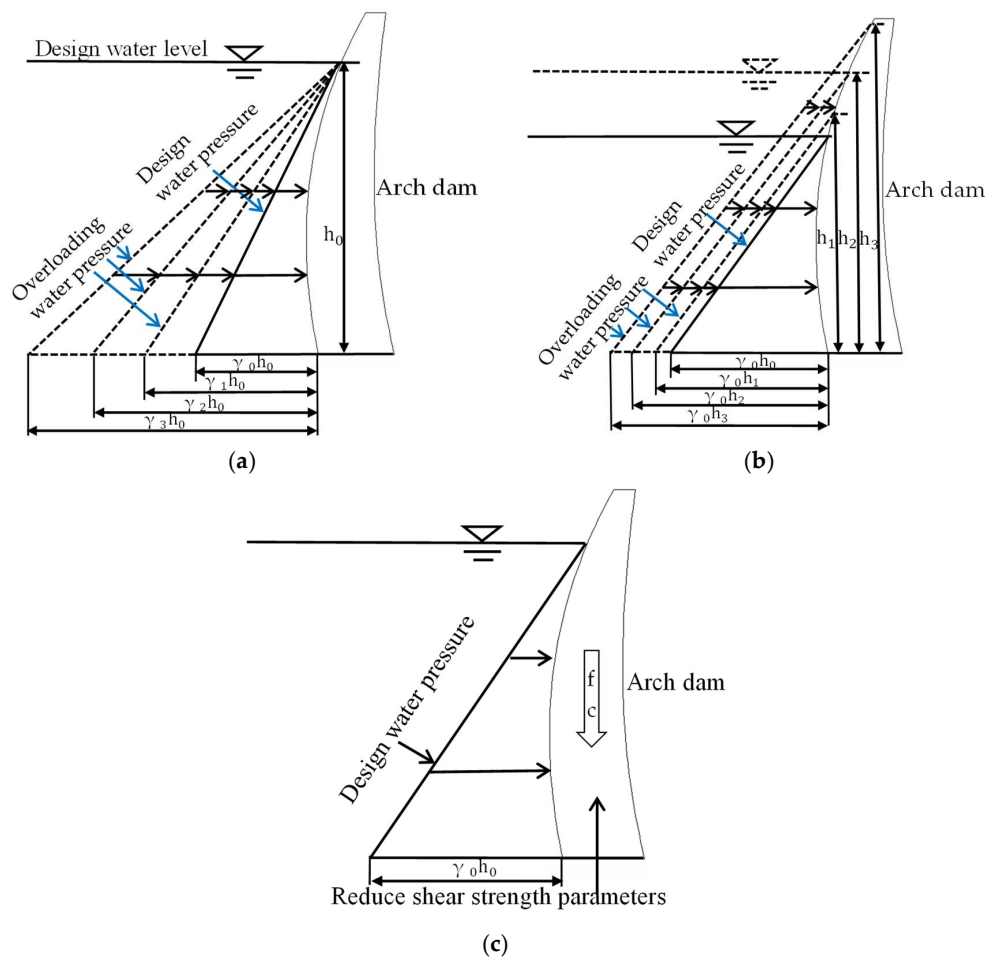 Design water level
Design
water pressure
Overloading
water pressure
Arch dam
h₀
γ₀h₀
γ₁h₀
γ₂h₀
γ₃h₀
(a)
Design
water pressure
Overloading
water pressure
Arch dam
h₁ h₂ h₃
γ₀h₀
γ₀h₁
γ₀h₂
γ₀h₃
(b)
Design water pressure
f
c
Arch dam
γ₀h₀
Reduce shear strength parameters
(c)